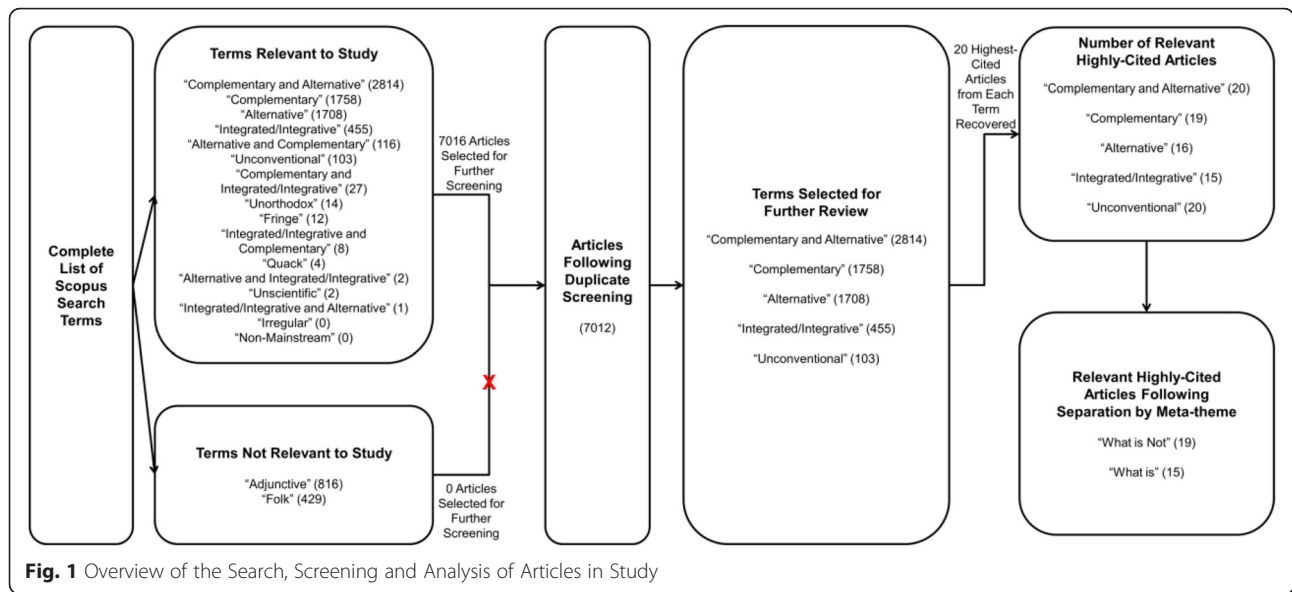 Complete
List of
Scopus
Search
Terms
Terms Relevant to Study
“Complementary and Alternative” (2814)
“Complementary” (1758)
“Alternative” (1708)
“Integrated/Integrative” (455)
“Alternative and Complementary” (116)
“Unconventional” (103)
“Complementary and
Integrated/Integrative” (27)
“Unorthodox” (14)
“Fringe” (12)
“Integrated/Integrative and
Complementary” (8)
“Quack” (4)
“Alternative and Integrated/Integrative” (2)
“Unscientific” (2)
“Integrated/Integrative and Alternative” (1)
“Irregular” (0)
“Non-Mainstream” (0)
Terms Not Relevant to Study
“Adjunctive” (816)
“Folk” (429)
7016 Articles
Selected for
Further
Screening
X
0 Articles
Selected for
Further
Screening
Articles
Following
Duplicate
Screening
(7012)
Terms Selected for
Further Review
“Complementary and Alternative” (2814)
“Complementary” (1758)
“Alternative” (1708)
“Integrated/Integrative” (455)
“Unconventional” (103)
20 Highest-
Cited
Articles
from Each
Term
Recovered
Number of Relevant
Highly-Cited Articles
“Complementary and Alternative” (20)
“Complementary” (19)
“Alternative” (16)
“Integrated/Integrative” (15)
“Unconventional” (20)
Relevant Highly-Cited
Articles Following
Separation by Meta-theme
“What is Not” (19)
“What is” (15)
Fig. 1 Overview of the Search, Screening and Analysis of Articles in Study